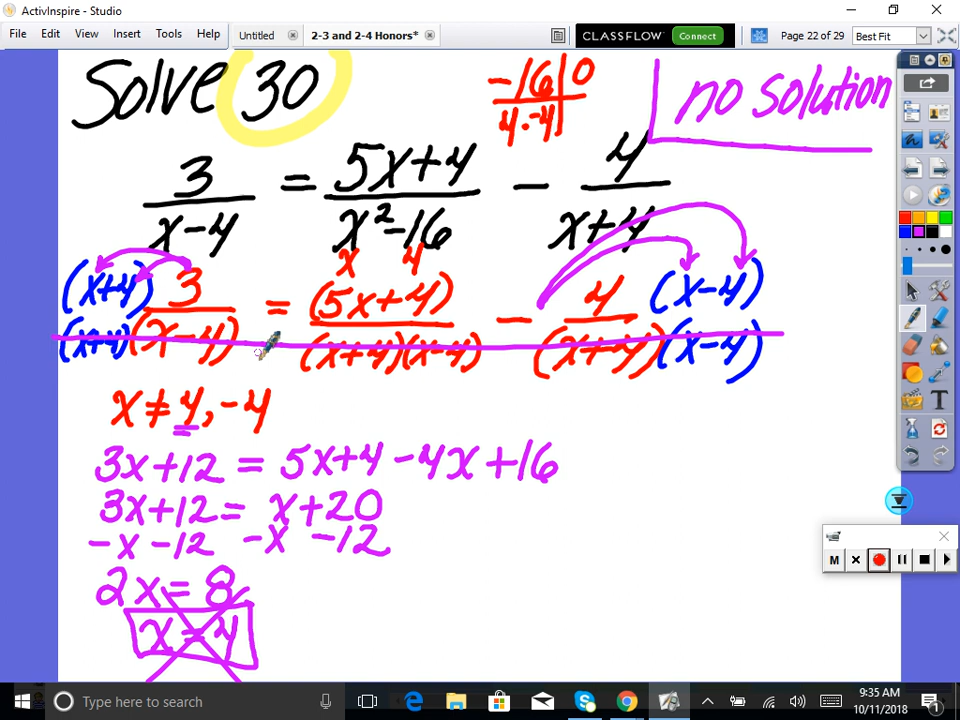 ActivInspire - Studio
File Edit View Insert Tools Help Untitled 2-3 and 2-4 Honors* CLASSFLOW Connect Page 22 of 29 Best Fit
Solve 30
-16 | 0
4 · -4
no solution
3/(x-4) = (5x+4)/(x²-16) - 4/(x+4)
x 4
(x+4) 3 = (5x+4) - 4 (x-4)
(x+4)(x-4) (x+4)(x-4) (x+4)(x-4)
x ≠ 4, -4
3x+12 = 5x+4-4x+16
3x+12 = x+20
-x -12 -x -12
2x = 8
x = 4
M
Type here to search
9:35 AM
10/11/2018
1